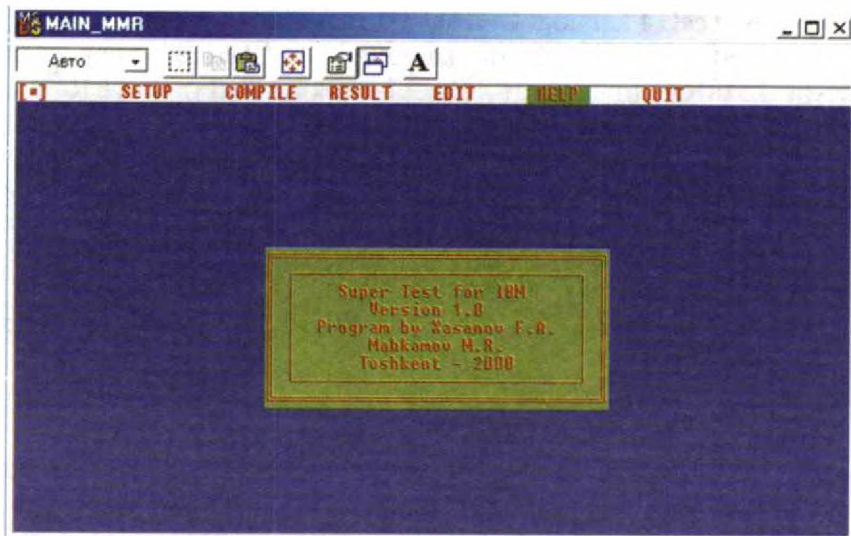 MAIN_MMR
Авто
A
[▪] SETUP COMPILE RESULT EDIT HELP QUIT
Super Test for IBM
Version 1.0
Program by Xasanov F.A.
Mahkamov M.R.
Toshkent - 2000